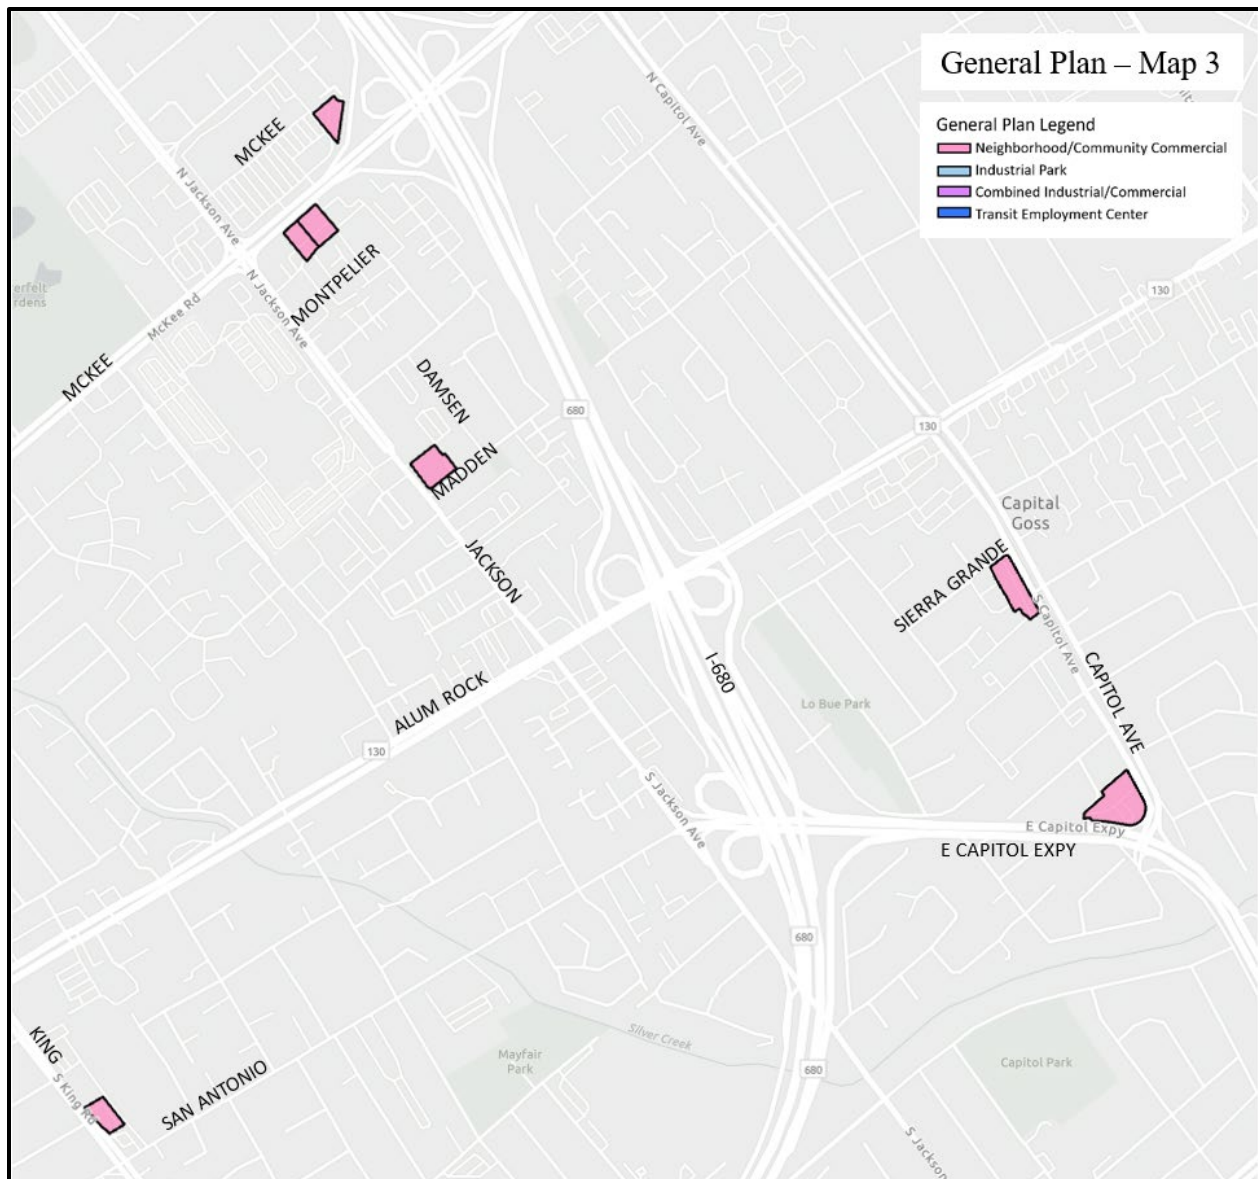 General Plan – Map 3
General Plan Legend
Neighborhood/Community Commercial
Industrial Park
Combined Industrial/Commercial
Transit Employment Center
N Capitol Ave
MCKEE
N Jackson Ave
MONTPELIER
N Jackson Ave
erfelt
rdens
McKee Rd
MCKEE
130
DAMSEN
680
130
MADDEN
Capital
Goss
JACKSON
SIERRA GRANDE
S Capitol Ave
I-680
CAPITOL AVE
ALUM ROCK
Lo Bue Park
130
S Jackson Ave
E Capitol Expy
E CAPITOL EXPY
680
KING
Silver Creek
Mayfair
Park
680
Capitol Park
S King Rd
SAN ANTONIO
S Jackson